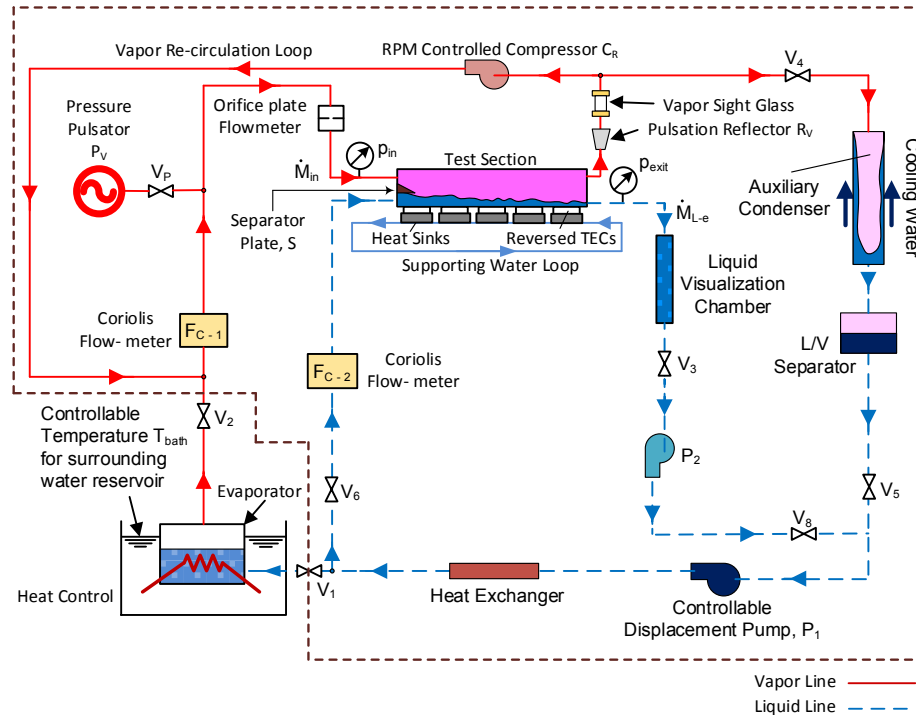 Vapor Re-circulation Loop
RPM Controlled Compressor C_R
V_4
Pressure
Pulsator
P_V
V_P
Orifice plate
Flowmeter
Vapor Sight Glass
Pulsation Reflector R_V
p_in
Ṁ_in
Test Section
p_exit
Ṁ_L-e
Separator
Plate, S
Heat Sinks
Reversed TECs
Supporting Water Loop
Auxiliary
Condenser
Cooling Water
Liquid
Visualization
Chamber
Coriolis
Flow- meter
F_C - 1
F_C - 2
Coriolis
Flow- meter
V_3
L/V
Separator
Controllable
Temperature T_bath
for surrounding
water reservoir
V_2
Evaporator
V_6
P_2
V_5
V_8
Heat Control
V_1
Heat Exchanger
Controllable
Displacement Pump, P_1
Vapor Line
Liquid Line